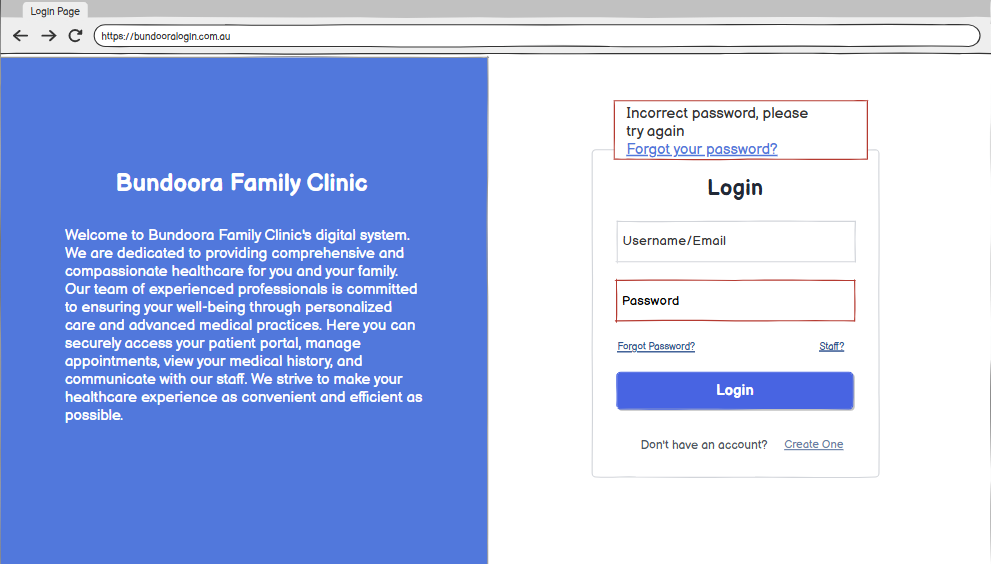 Login Page
https://bundooralogin.com.au
Bundoora Family Clinic
Welcome to Bundoora Family Clinic's digital system.
We are dedicated to providing comprehensive and
compassionate healthcare for you and your family.
Our team of experienced professionals is committed
to ensuring your well-being through personalized
care and advanced medical practices. Here you can
securely access your patient portal, manage
appointments, view your medical history, and
communicate with our staff. We strive to make your
healthcare experience as convenient and efficient as
possible.
Incorrect password, please
try again
Forgot your password?
Login
Username/Email
Password
Forgot Password? Staff?
Login
Don't have an account? Create One